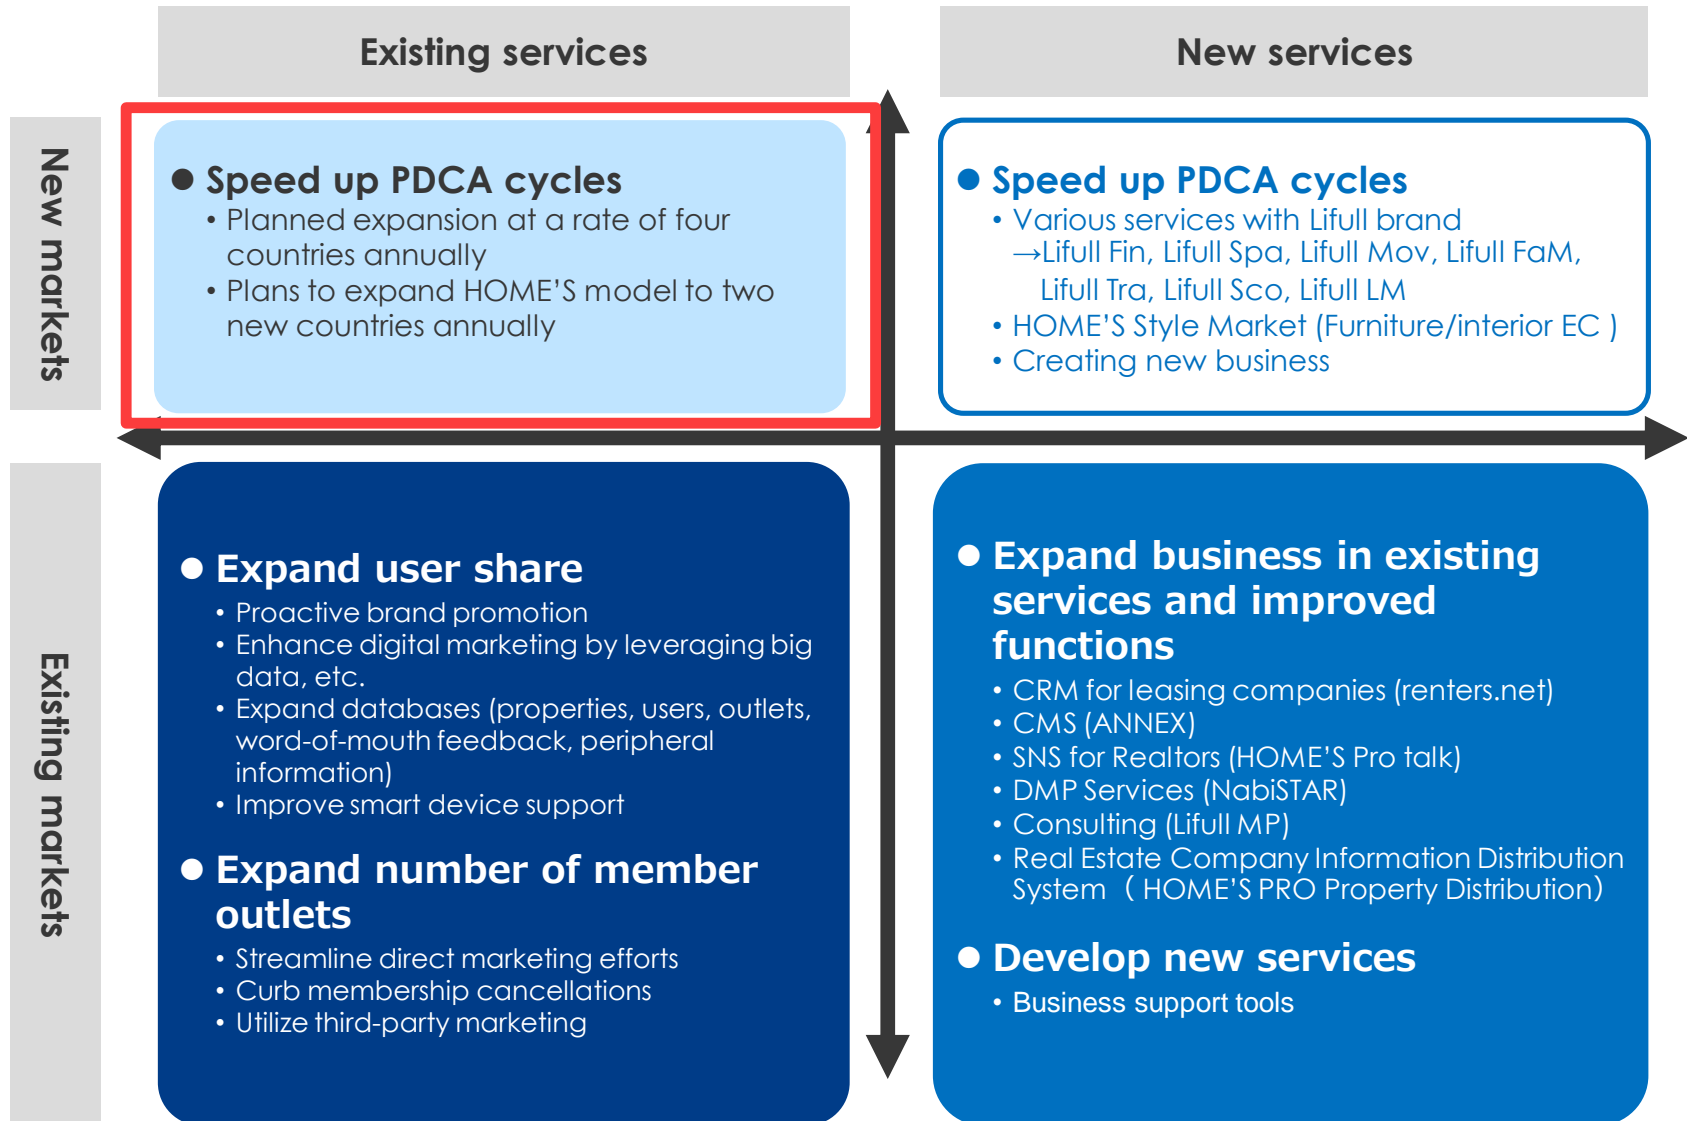 Existing services
New services
New markets
● Speed up PDCA cycles
• Planned expansion at a rate of four
countries annually
• Plans to expand HOME’S model to two
new countries annually
● Speed up PDCA cycles
• Various services with Lifull brand
→Lifull Fin, Lifull Spa, Lifull Mov, Lifull FaM,
Lifull Tra, Lifull Sco, Lifull LM
• HOME’S Style Market (Furniture/interior EC )
• Creating new business
Existing markets
● Expand user share
• Proactive brand promotion
• Enhance digital marketing by leveraging big
data, etc.
• Expand databases (properties, users, outlets,
word-of-mouth feedback, peripheral
information)
• Improve smart device support
● Expand number of member
outlets
• Streamline direct marketing efforts
• Curb membership cancellations
• Utilize third-party marketing
● Expand business in existing
services and improved
functions
• CRM for leasing companies (renters.net)
• CMS (ANNEX)
• SNS for Realtors (HOME’S Pro talk)
• DMP Services (NabiSTAR)
• Consulting (Lifull MP)
• Real Estate Company Information Distribution
System（ HOME’S PRO Property Distribution）
● Develop new services
• Business support tools